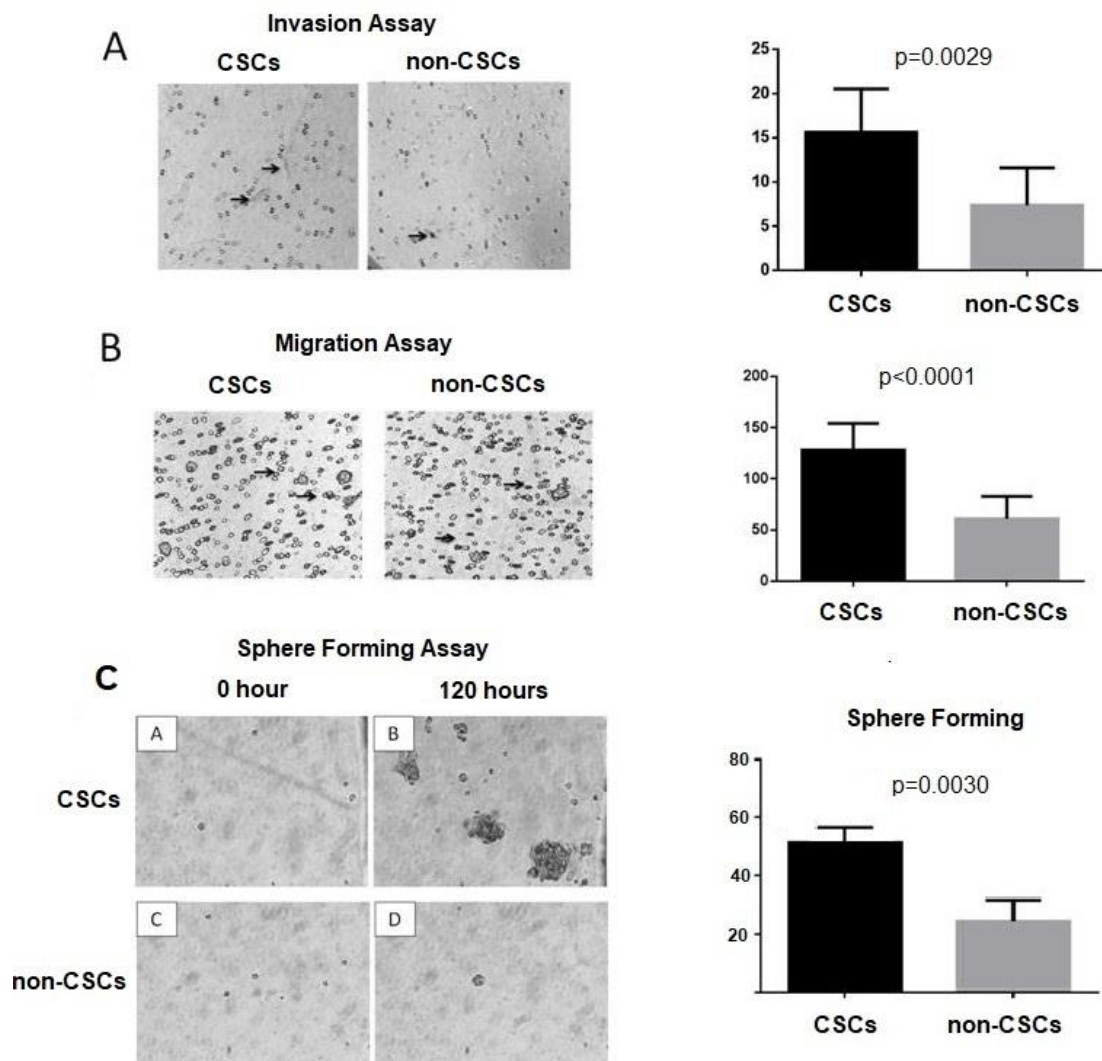 A
Invasion Assay
CSCs non-CSCs
25
20
15
10
5
0
p=0.0029
CSCs non-CSCs
B
Migration Assay
CSCs non-CSCs
200
150
100
50
0
p<0.0001
CSCs non-CSCs
C
Sphere Forming Assay
0 hour 120 hours
CSCs
A B
non-CSCs
C D
Sphere Forming
80
60
40
20
p=0.0030
CSCs non-CSCs